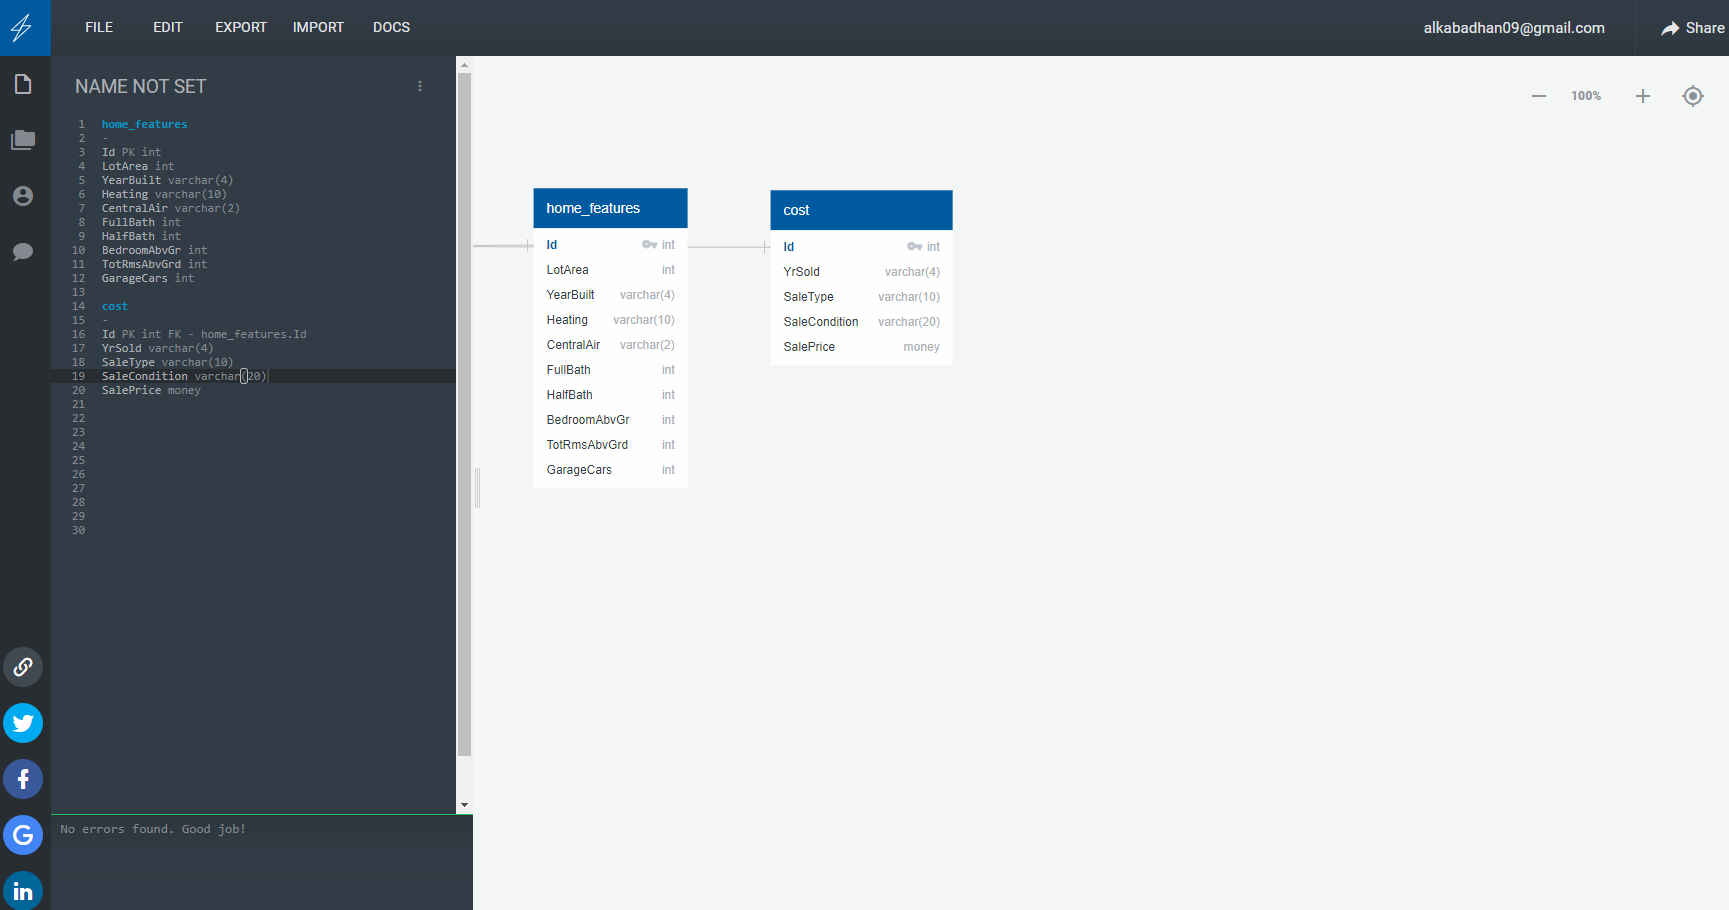 FILE EDIT EXPORT IMPORT DOCS alkabadhan09@gmail.com Share
NAME NOT SET
1 home_features
2 -
3 Id PK int
4 LotArea int
5 YearBuilt varchar(4)
6 Heating varchar(10)
7 CentralAir varchar(2)
8 FullBath int
9 HalfBath int
10 BedroomAbvGr int
11 TotRmsAbvGrd int
12 GarageCars int
13
14 cost
15 -
16 Id PK int FK - home_features.Id
17 YrSold varchar(4)
18 SaleType varchar(10)
19 SaleCondition varchar(20)
20 SalePrice money
21
22
23
24
25
26
27
28
29
30
No errors found. Good job!
100%
home_features
Id int
LotArea int
YearBuilt varchar(4)
Heating varchar(10)
CentralAir varchar(2)
FullBath int
HalfBath int
BedroomAbvGr int
TotRmsAbvGrd int
GarageCars int
cost
Id int
YrSold varchar(4)
SaleType varchar(10)
SaleCondition varchar(20)
SalePrice money